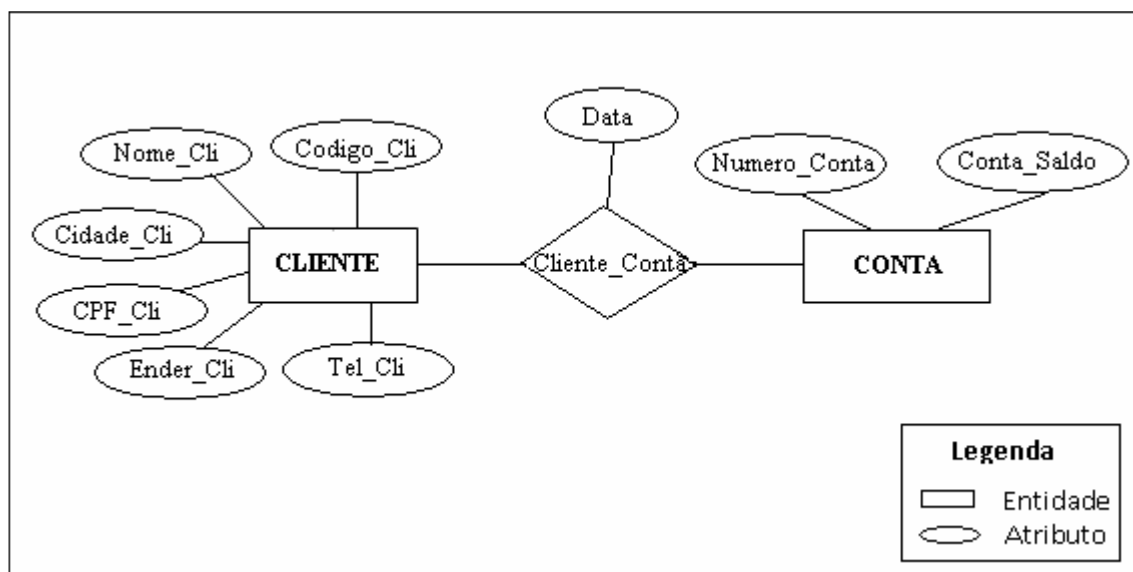 Data
Nome_Cli
Codigo_Cli
Numero_Conta
Conta_Saldo
Cidade_Cli
CLIENTE
Cliente_Conta
CONTA
CPF_Cli
Ender_Cli
Tel_Cli
Legenda
Entidade
Atributo